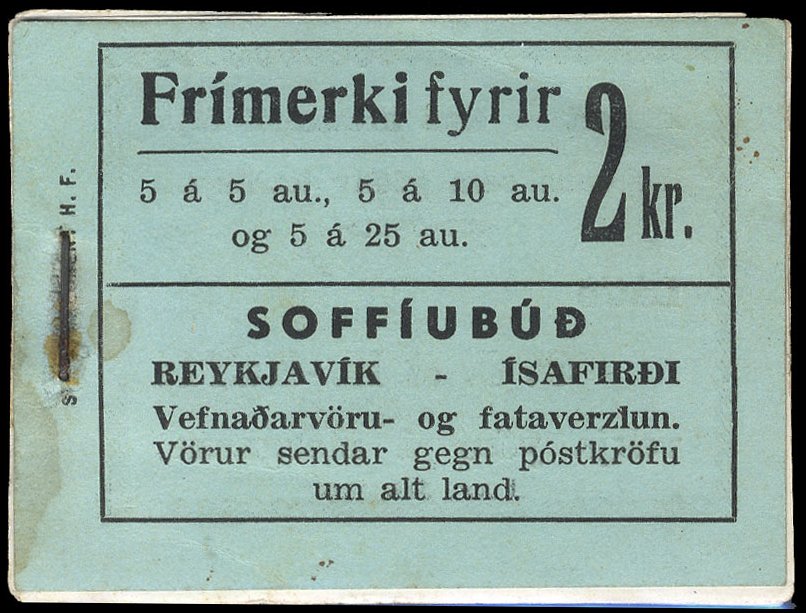 Frímerki fyrir 2 kr.
5 á 5 au., 5 á 10 au.
og 5 á 25 au.
SOFFÍUBÚÐ
REYKJAVÍK - ÍSAFIRÐI
Vefnaðarvöru- og fataverzlun.
Vörur sendar gegn póstkröfu
um alt land.
H. F.